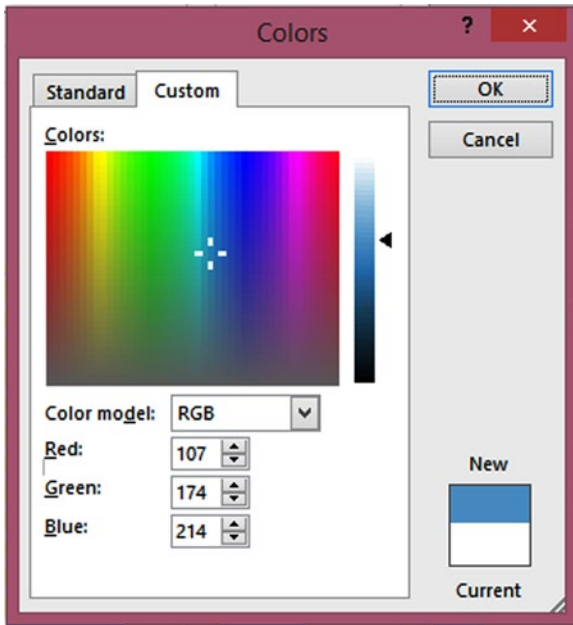 Colors
?
×
Standard
Custom
OK
Colors:
Cancel
Color model: RGB
Red: 107
Green: 174
Blue: 214
New
Current